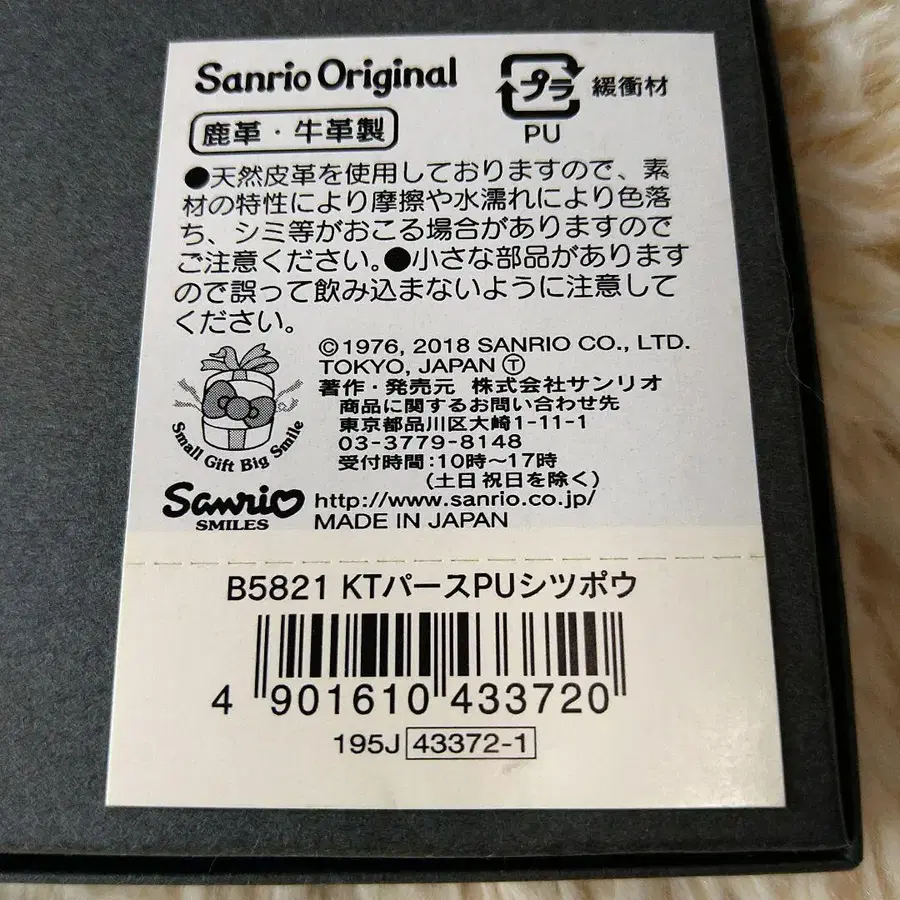 Sanrio Original
プラ 緩衝材
PU
鹿革・牛革製
●天然皮革を使用しておりますので、素
材の特性により摩擦や水濡れにより色落
ち、シミ等がおこる場合がありますので
ご注意ください。●小さな部品があります
ので誤って飲み込まないように注意して
ください。
©1976, 2018 SANRIO CO., LTD.
TOKYO, JAPAN Ⓣ
著作・発売元 株式会社サンリオ
商品に関するお問い合わせ先
東京都品川区大崎1-11-1
03-3779-8148
受付時間:10時～17時
(土日 祝日を除く)
Small Gift Big Smile
Sanrio
SMILES
http://www.sanrio.co.jp/
MADE IN JAPAN
B5821 KTパースPUシツポウ
4 901610 433720
195J 43372-1